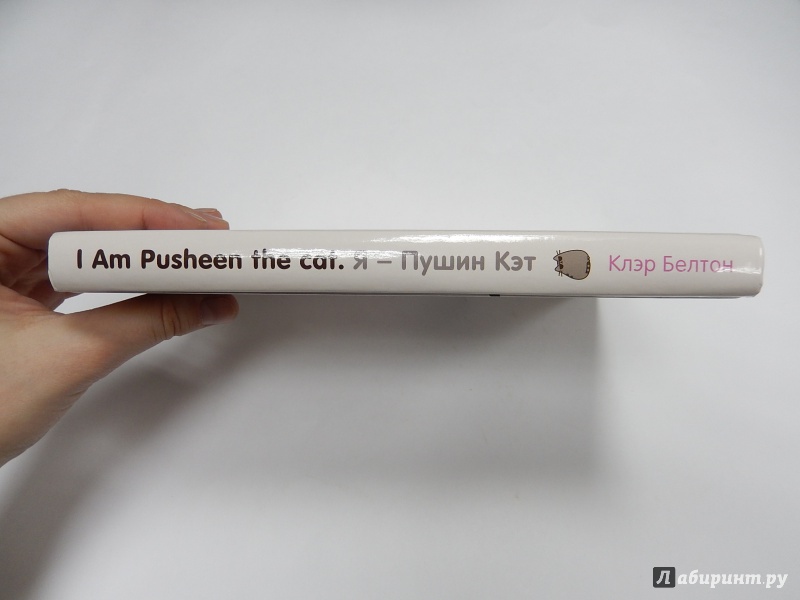 I Am Pusheen the cat. Я – Пушин Кэт Клэр Белтон
Лабиринт.ру